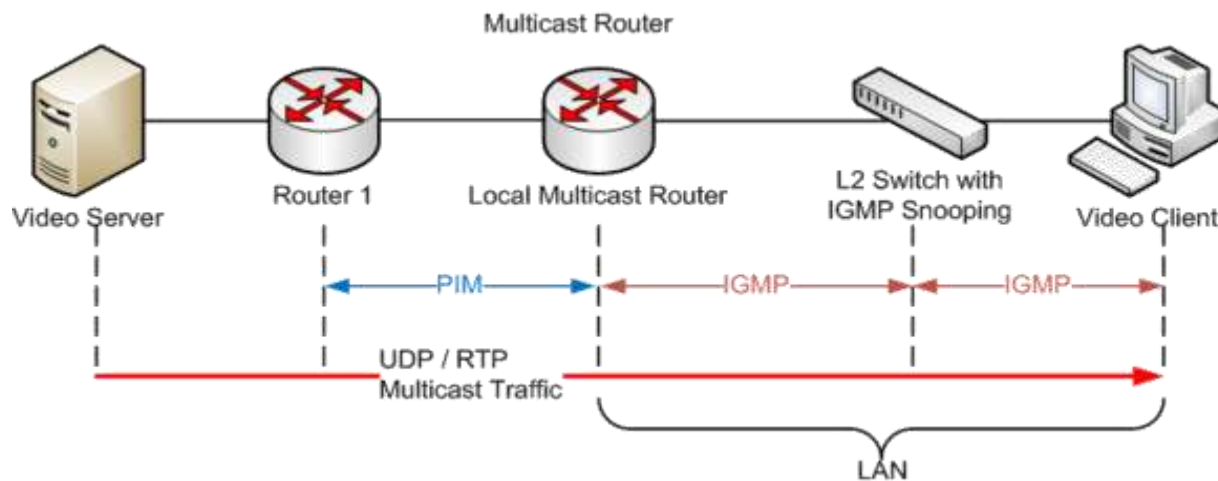 Multicast Router
Video Server
Router 1
Local Multicast Router
L2 Switch with
IGMP Snooping
Video Client
PIM
IGMP
IGMP
UDP / RTP
Multicast Traffic
LAN